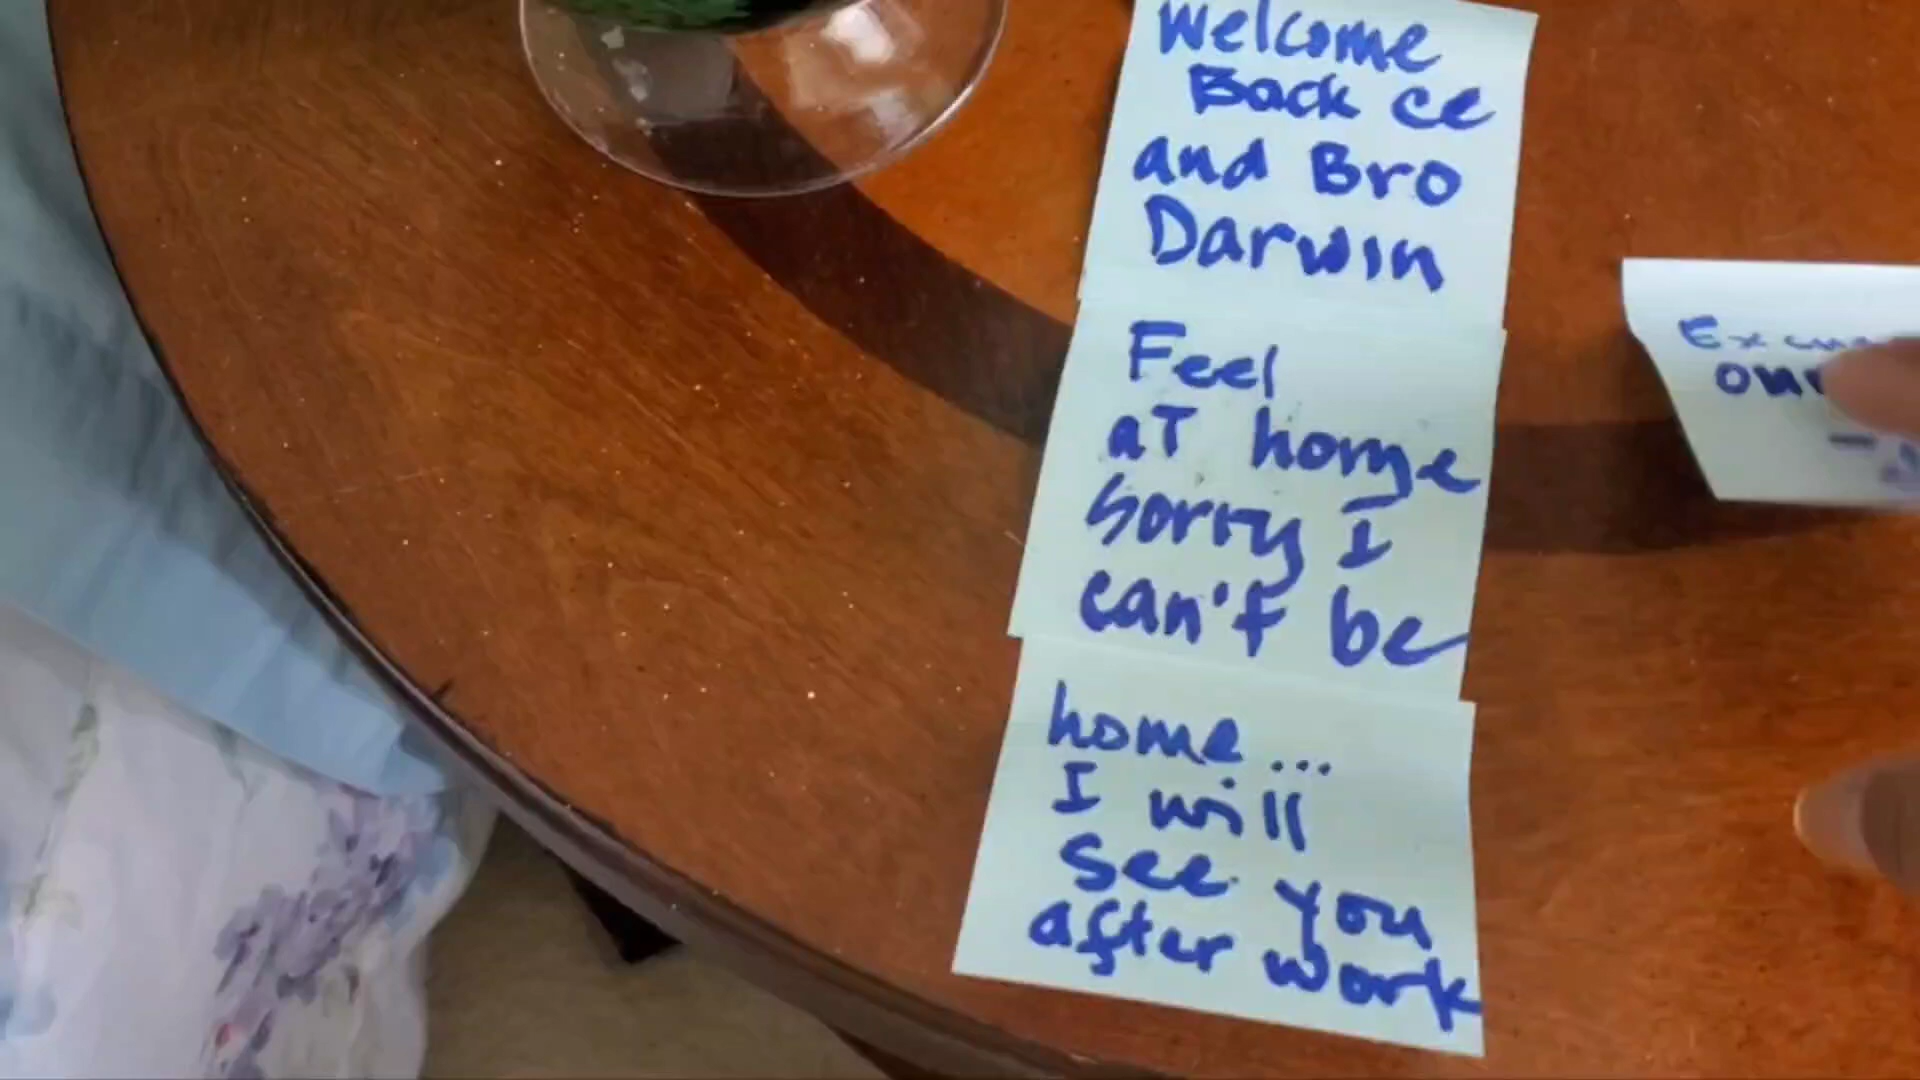 Welcome
Back ce
and Bro
Darwin
Feel
aT home
Sorry I
can't be
home...
I will
See you
after work